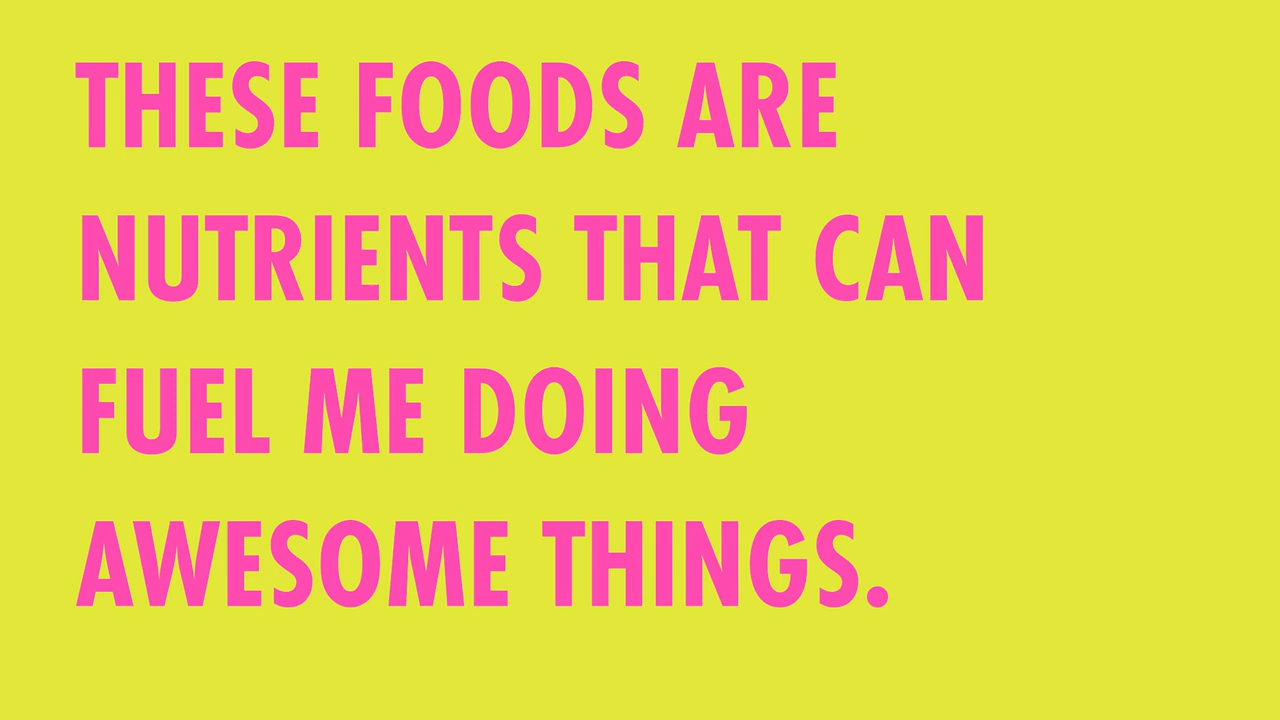 THESE FOODS ARE
NUTRIENTS THAT CAN
FUEL ME DOING
AWESOME THINGS.